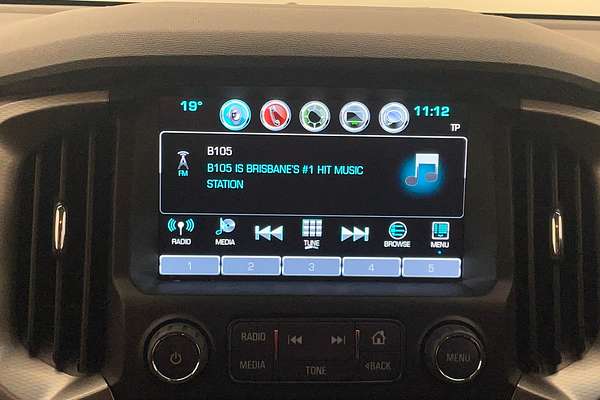 19° 11:12
TP
B105
B105 IS BRISBANE'S #1 HIT MUSIC
STATION
FM
RADIO MEDIA TUNE BROWSE MENU
1 2 3 4 5
RADIO
MEDIA TONE BACK
MENU